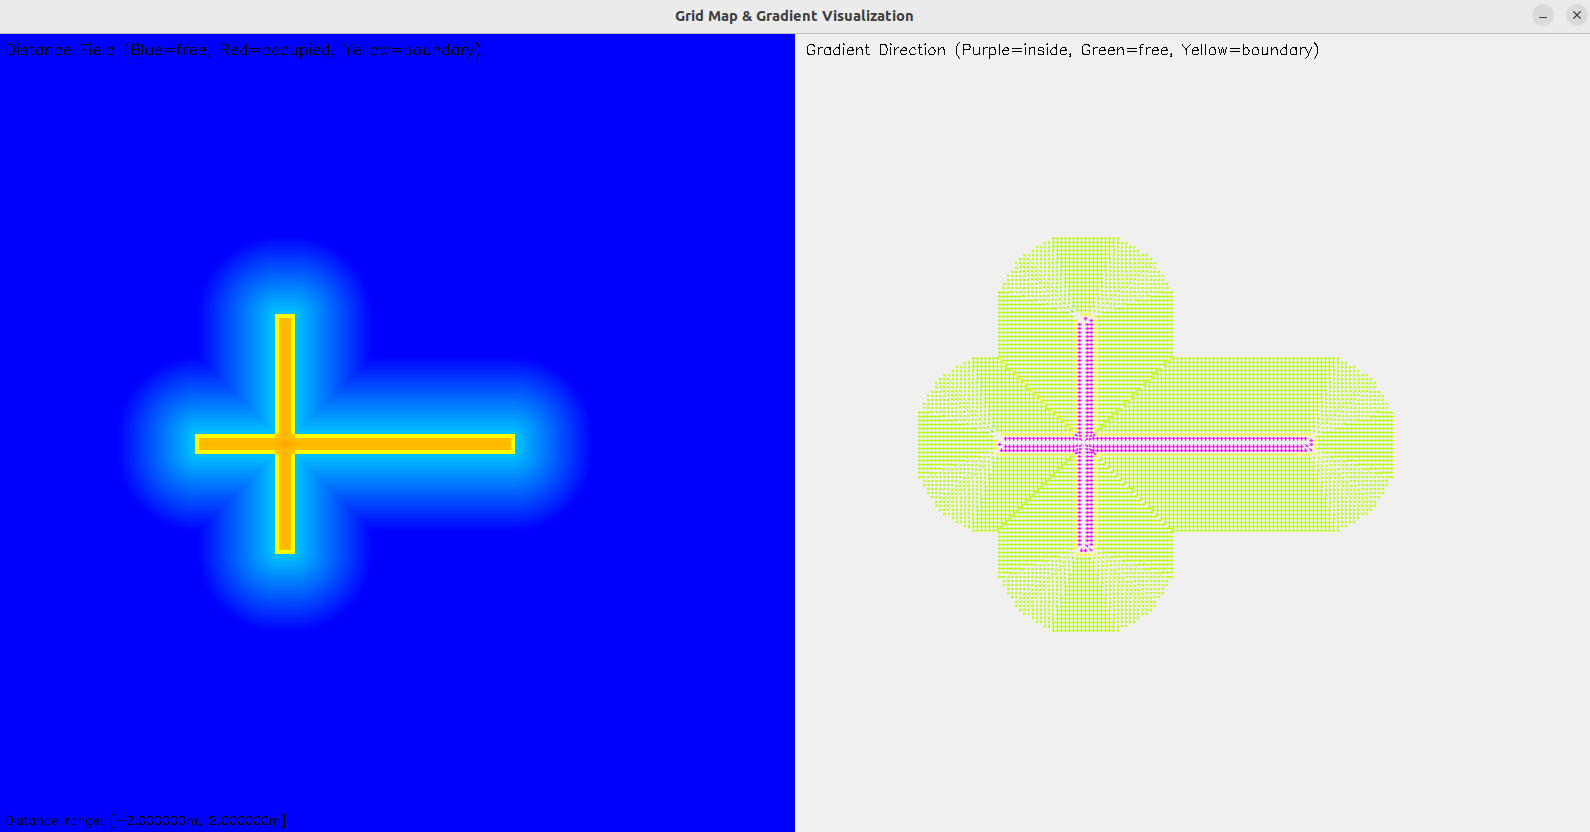 Grid Map & Gradient Visualization
Distance Field (Blue=free, Red=occupied, Yellow=boundary)
Gradient Direction (Purple=inside, Green=free, Yellow=boundary)
Distance range: [-2.000000m, 2.000000m]